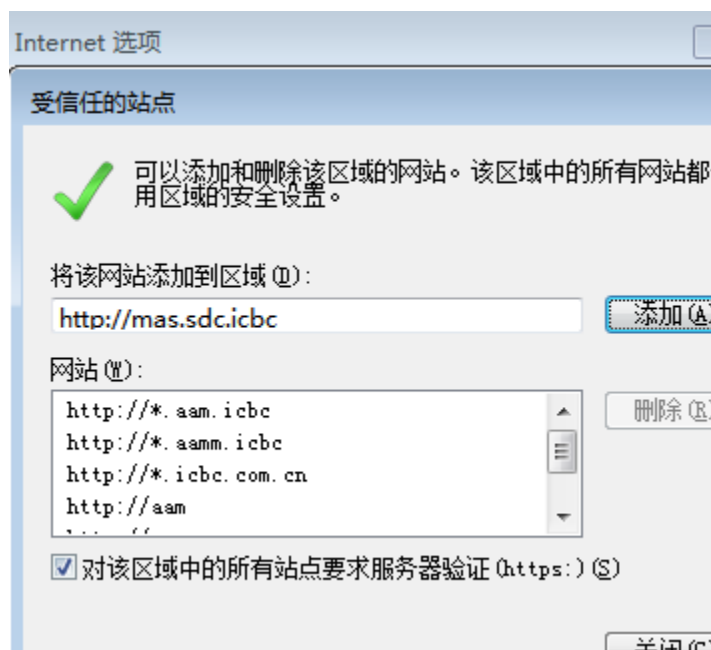 Internet 选项
受信任的站点
可以添加和删除该区域的网站。该区域中的所有网站都
用区域的安全设置。
将该网站添加到区域(D):
http://mas.sdc.icbc
添加(A)
网站(W):
http://*.aam.icbc
http://*.aamm.icbc
http://*.icbc.com.cn
http://aam
删除(R)
对该区域中的所有站点要求服务器验证(https:)(S)
关闭(C)